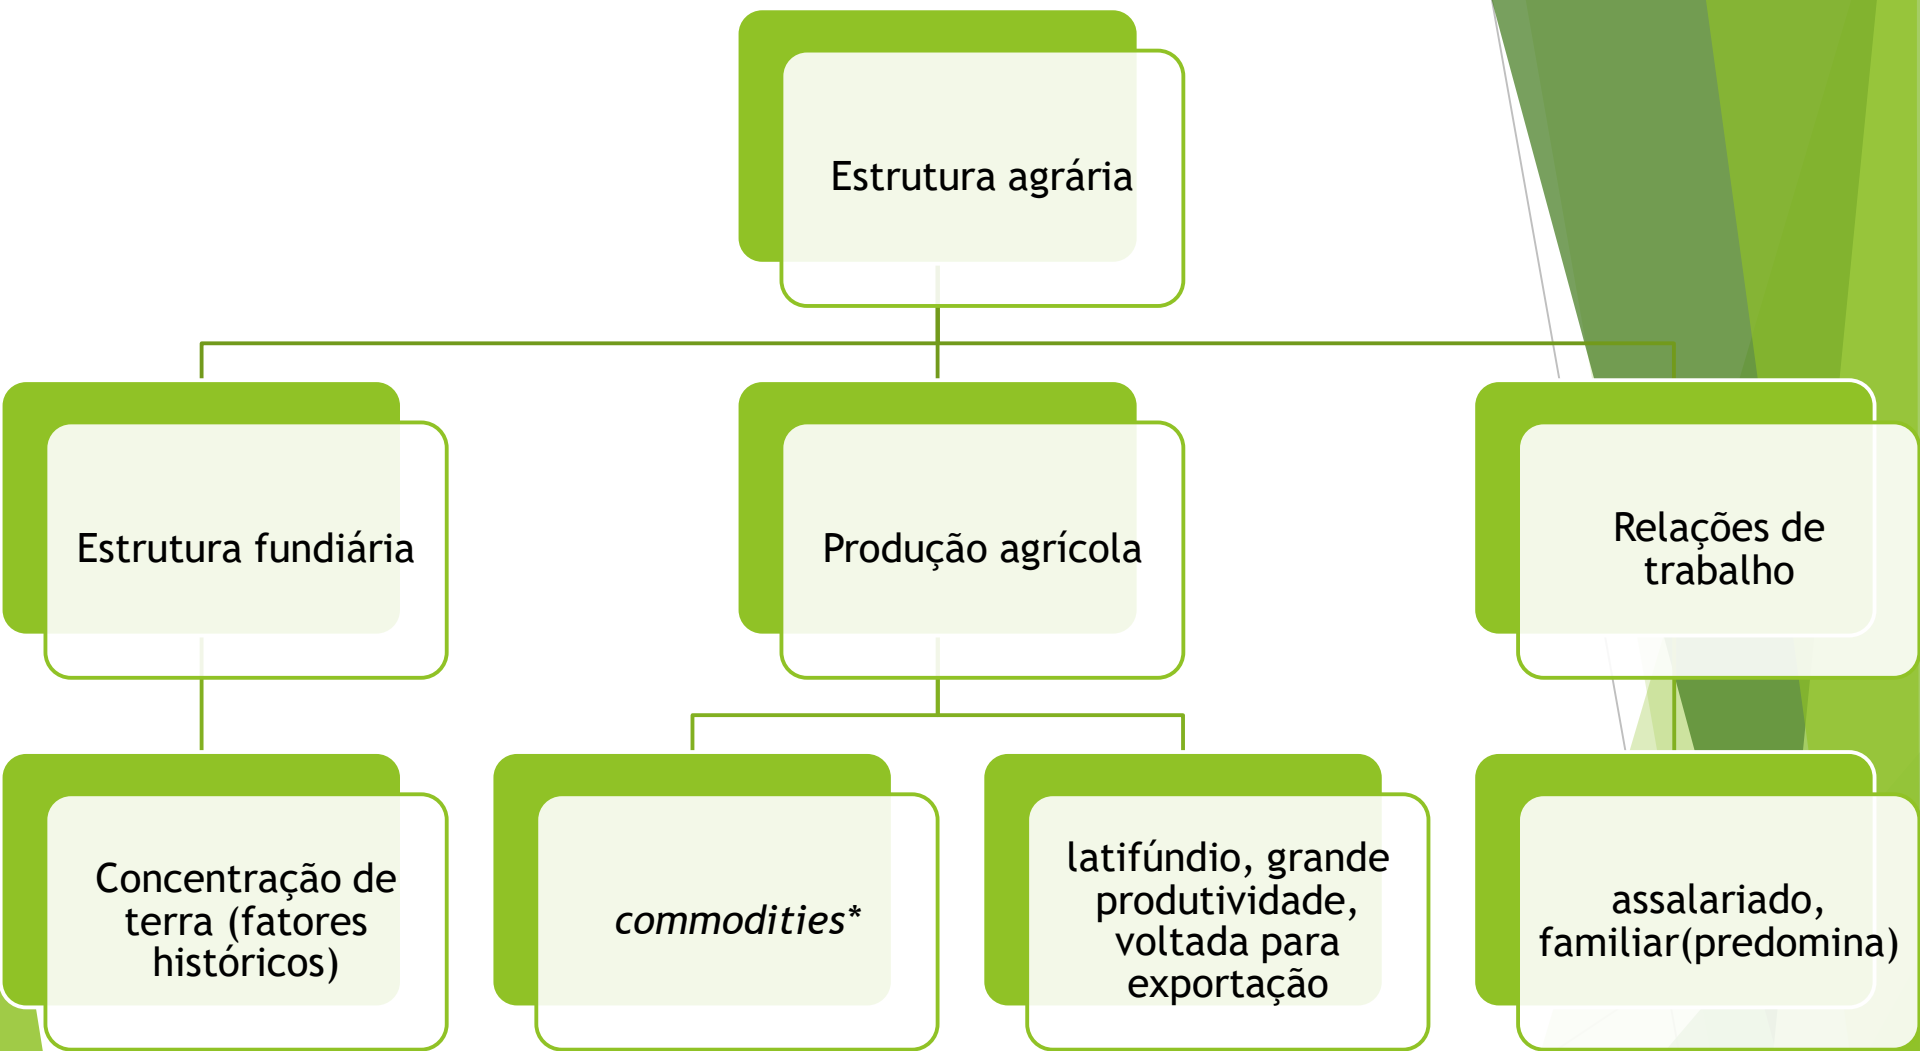 Estrutura agrária
Estrutura fundiária
Produção agrícola
Relações de
trabalho
Concentração de
terra (fatores
históricos)
commodities*
latifúndio, grande
produtividade,
voltada para
exportação
assalariado,
familiar(predomina)